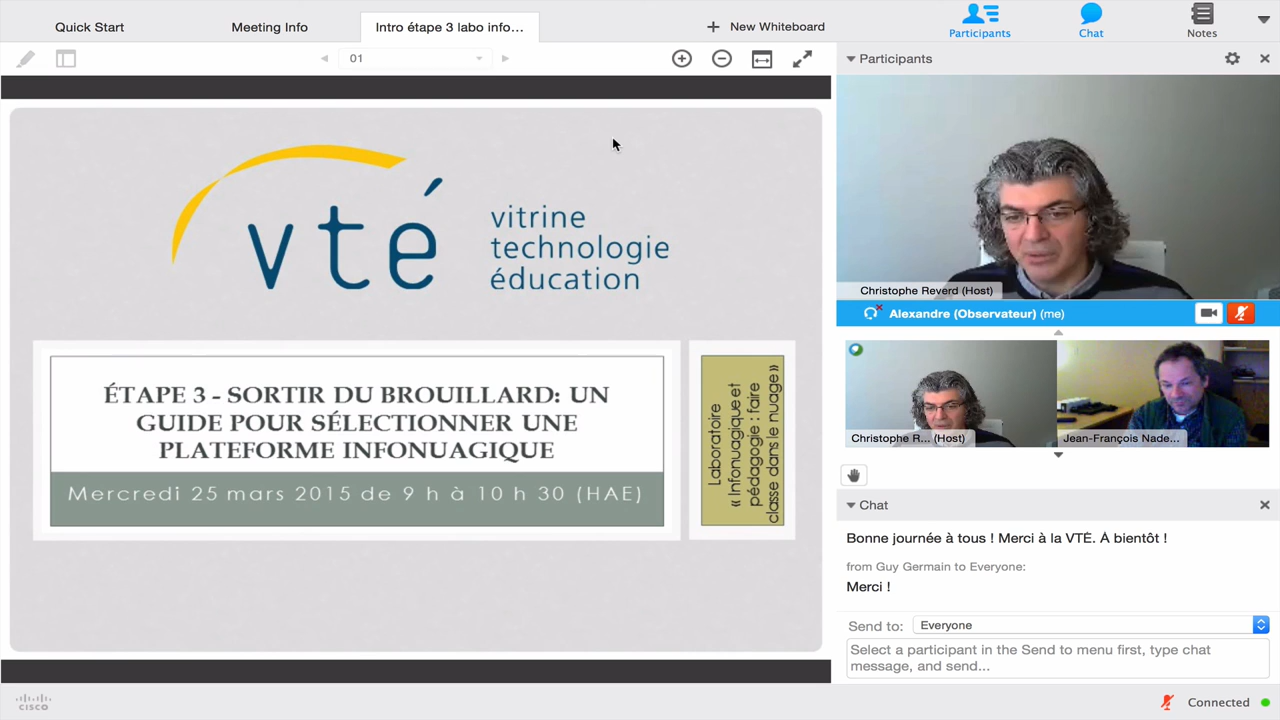 Quick Start
Meeting Info
Intro étape 3 labo info...
New Whiteboard
Participants
Chat
Notes
01
Participants
vté
vitrine
technologie
éducation
ÉTAPE 3 - SORTIR DU BROUILLARD: UN
GUIDE POUR SÉLECTIONNER UNE
PLATEFORME INFONUAGIQUE
Mercredi 25 mars 2015 de 9 h à 10 h 30 (HAE)
Laboratoire
« Infonuagique et
pédagogie : faire
classe dans le nuage»
Christophe Reverd (Host)
Alexandre (Observateur) (me)
Christophe R... (Host)
Jean-François Nade...
Chat
Bonne journée à tous ! Merci à la VTÉ. À bientôt !
from Guy Germain to Everyone:
Merci !
Send to:
Everyone
Select a participant in the Send to menu first, type chat
message, and send...
cisco
Connected